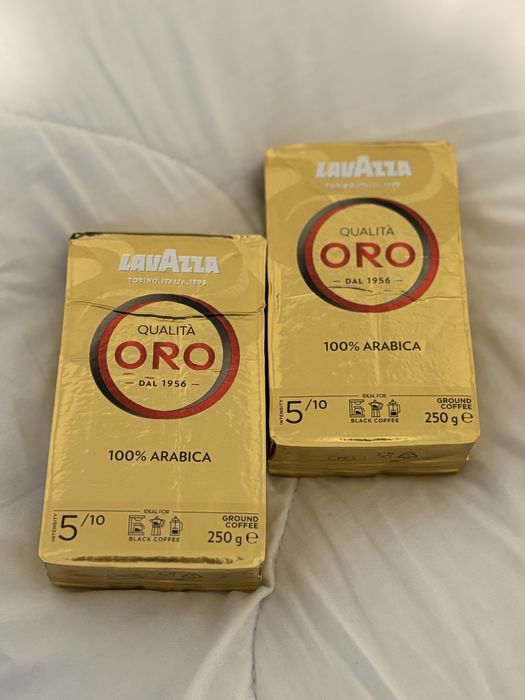 LAVAZZA
TORINO, ITALIA, 1895
QUALITÀ
ORO
— DAL 1956 —
100% ARABICA
INTENSITY
5/10
IDEAL FOR
BLACK COFFEE
GROUND
COFFEE
250 g ℮
LAVAZZA
TORINO, ITALIA, 1895
QUALITÀ
ORO
— DAL 1956 —
100% ARABICA
INTENSITY
5/10
IDEAL FOR
BLACK COFFEE
GROUND
COFFEE
250 g ℮